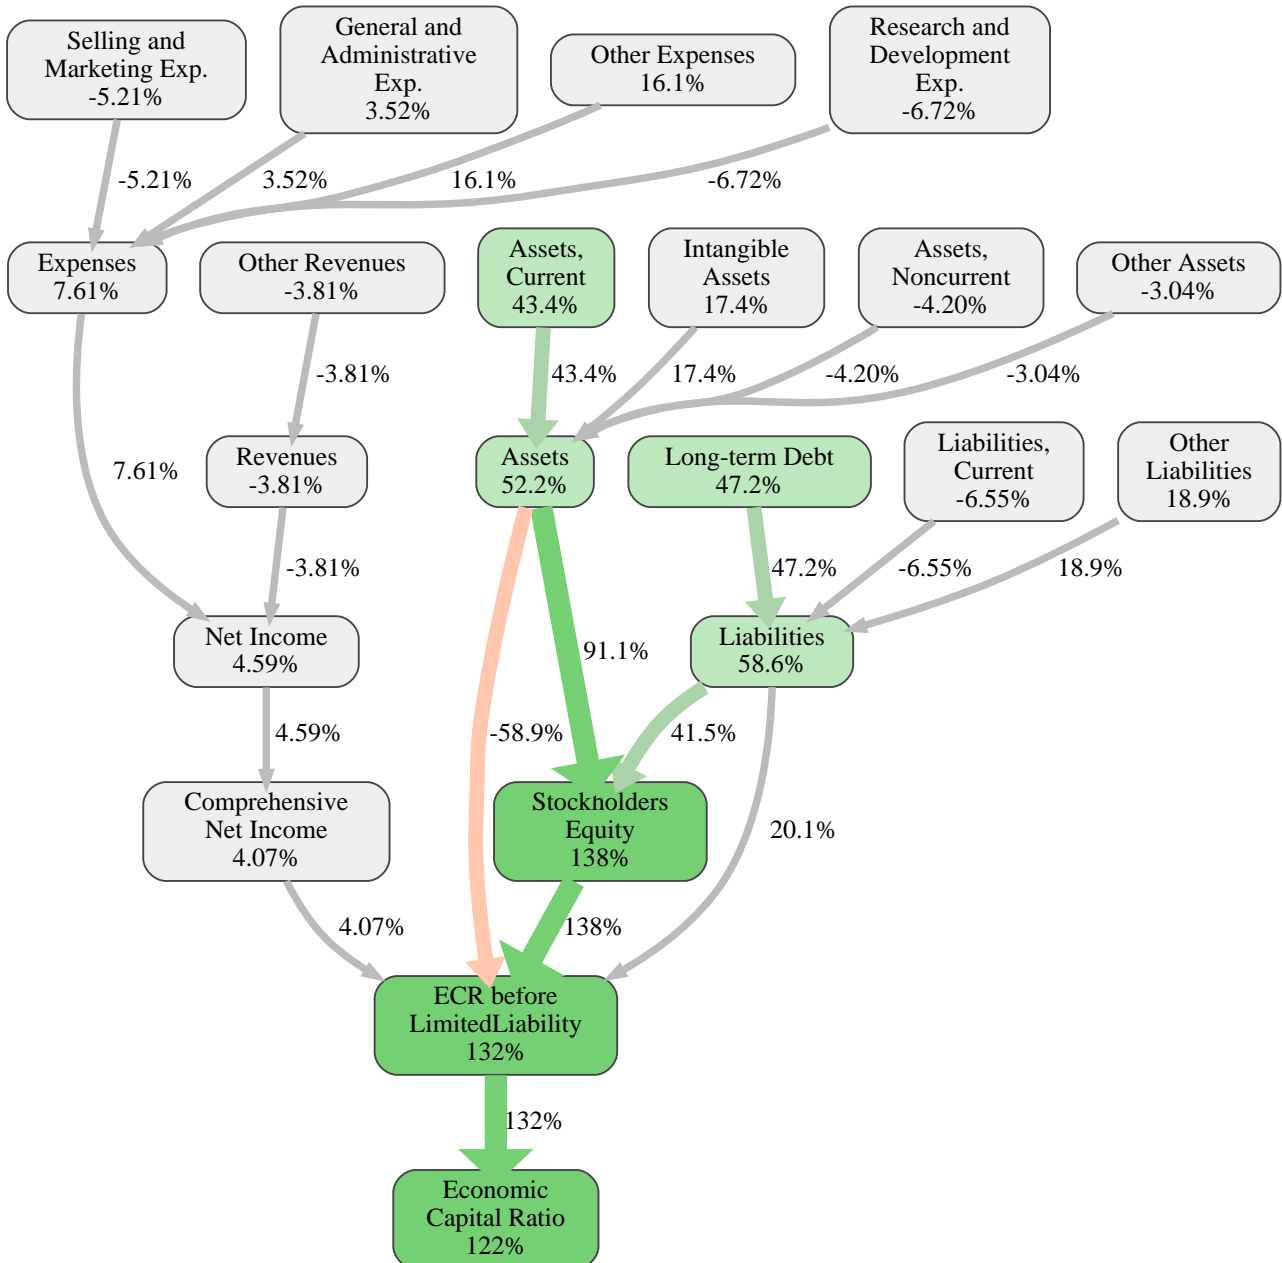 Selling and
Marketing Exp.
-5.21%
General and
Administrative
Exp.
3.52%
Other Expenses
16.1%
Research and
Development
Exp.
-6.72%
-5.21%
3.52%
16.1%
-6.72%
Expenses
7.61%
Other Revenues
-3.81%
Assets,
Current
43.4%
Intangible
Assets
17.4%
Assets,
Noncurrent
-4.20%
Other Assets
-3.04%
-3.81%
43.4%
17.4%
-4.20%
-3.04%
7.61%
Revenues
-3.81%
Assets
52.2%
Long-term Debt
47.2%
Liabilities,
Current
-6.55%
Other
Liabilities
18.9%
-3.81%
47.2%
-6.55%
18.9%
Net Income
4.59%
91.1%
Liabilities
58.6%
4.59%
-58.9%
41.5%
Comprehensive
Net Income
4.07%
Stockholders
Equity
138%
20.1%
4.07%
138%
ECR before
LimitedLiability
132%
132%
Economic
Capital Ratio
122%